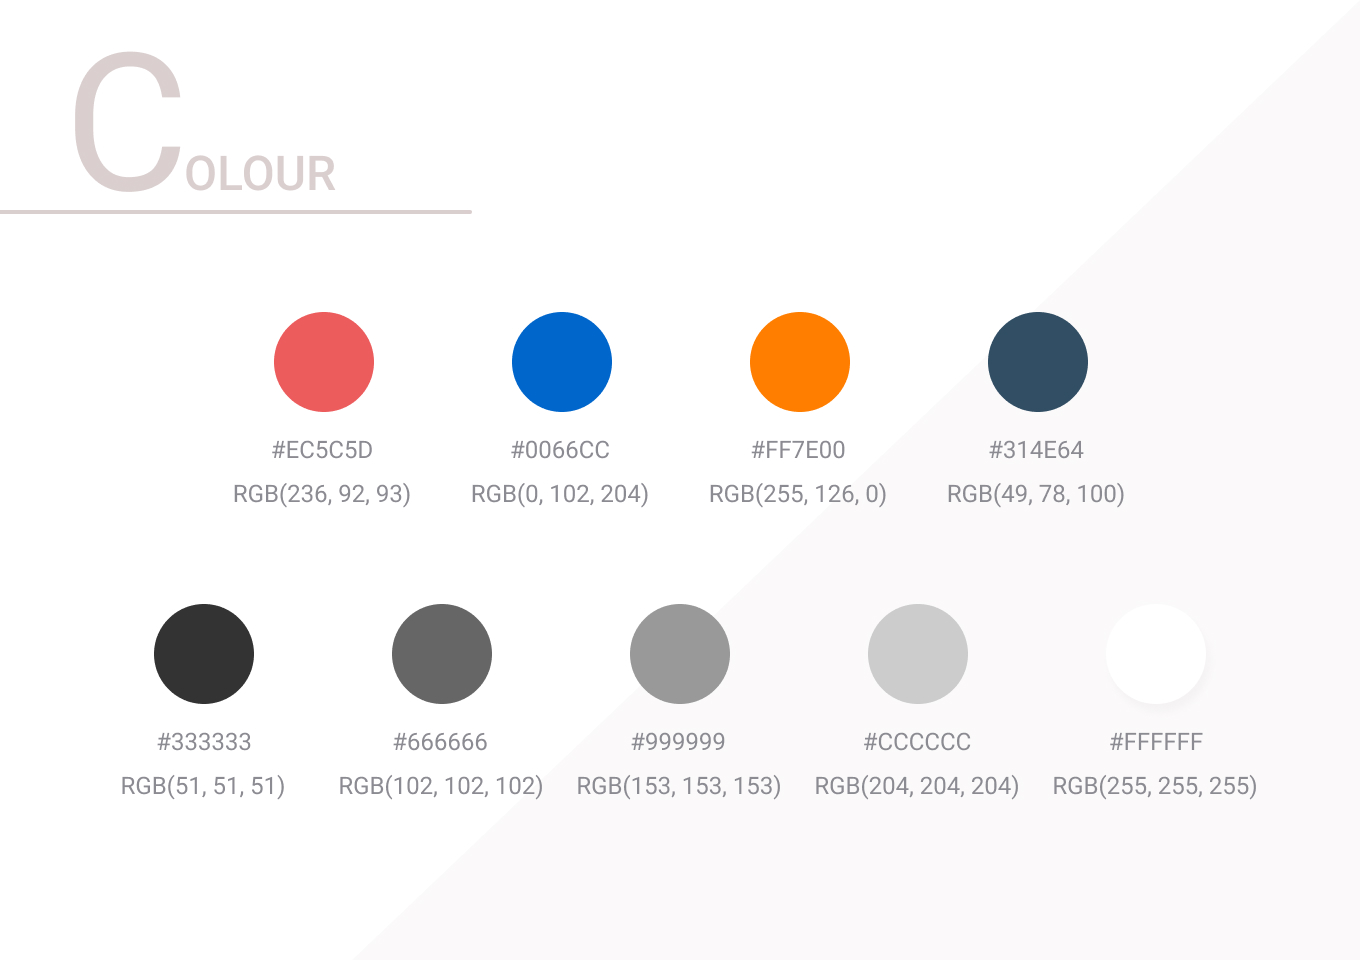 COLOUR
#EC5C5D #0066CC #FF7E00 #314E64
RGB(236, 92, 93) RGB(0, 102, 204) RGB(255, 126, 0) RGB(49, 78, 100)
#333333 #666666 #999999 #CCCCCC #FFFFFF
RGB(51, 51, 51) RGB(102, 102, 102) RGB(153, 153, 153) RGB(204, 204, 204) RGB(255, 255, 255)